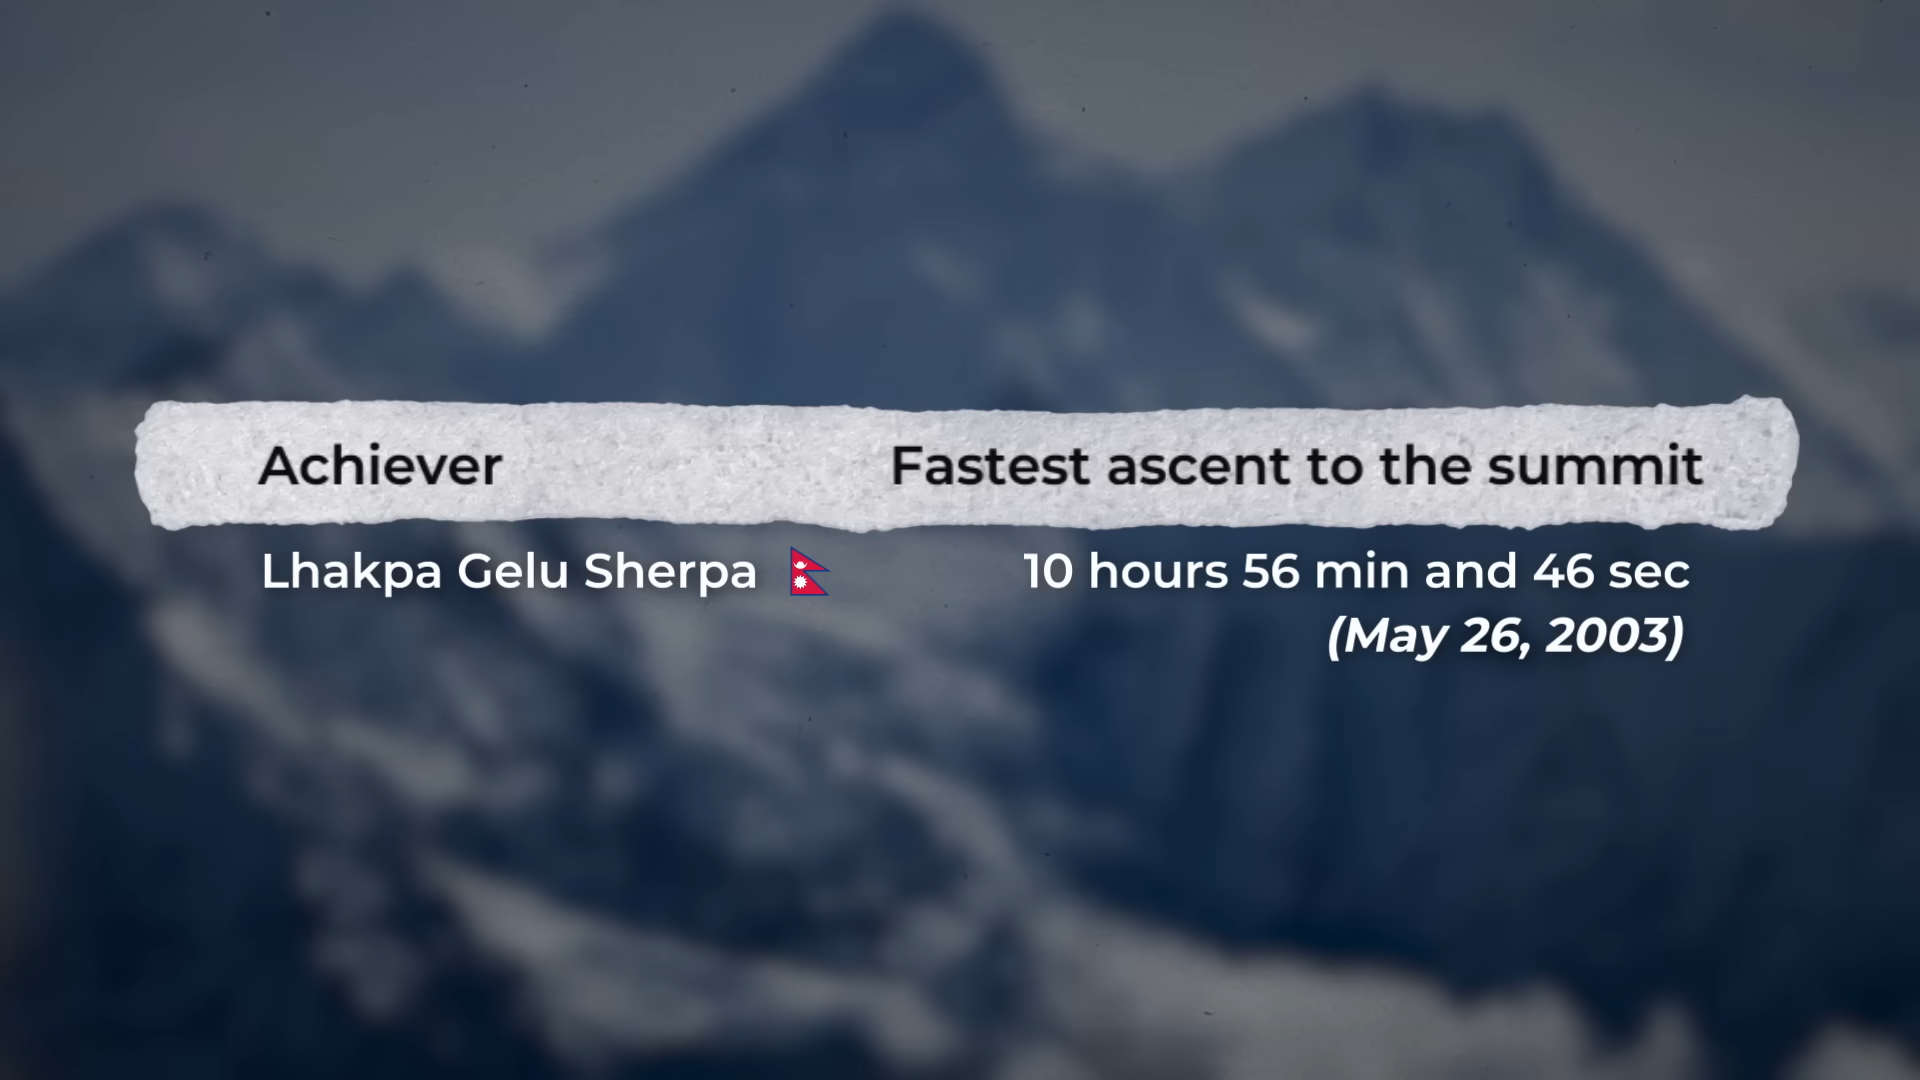 Achiever Fastest ascent to the summit
Lhakpa Gelu Sherpa 10 hours 56 min and 46 sec
(May 26, 2003)